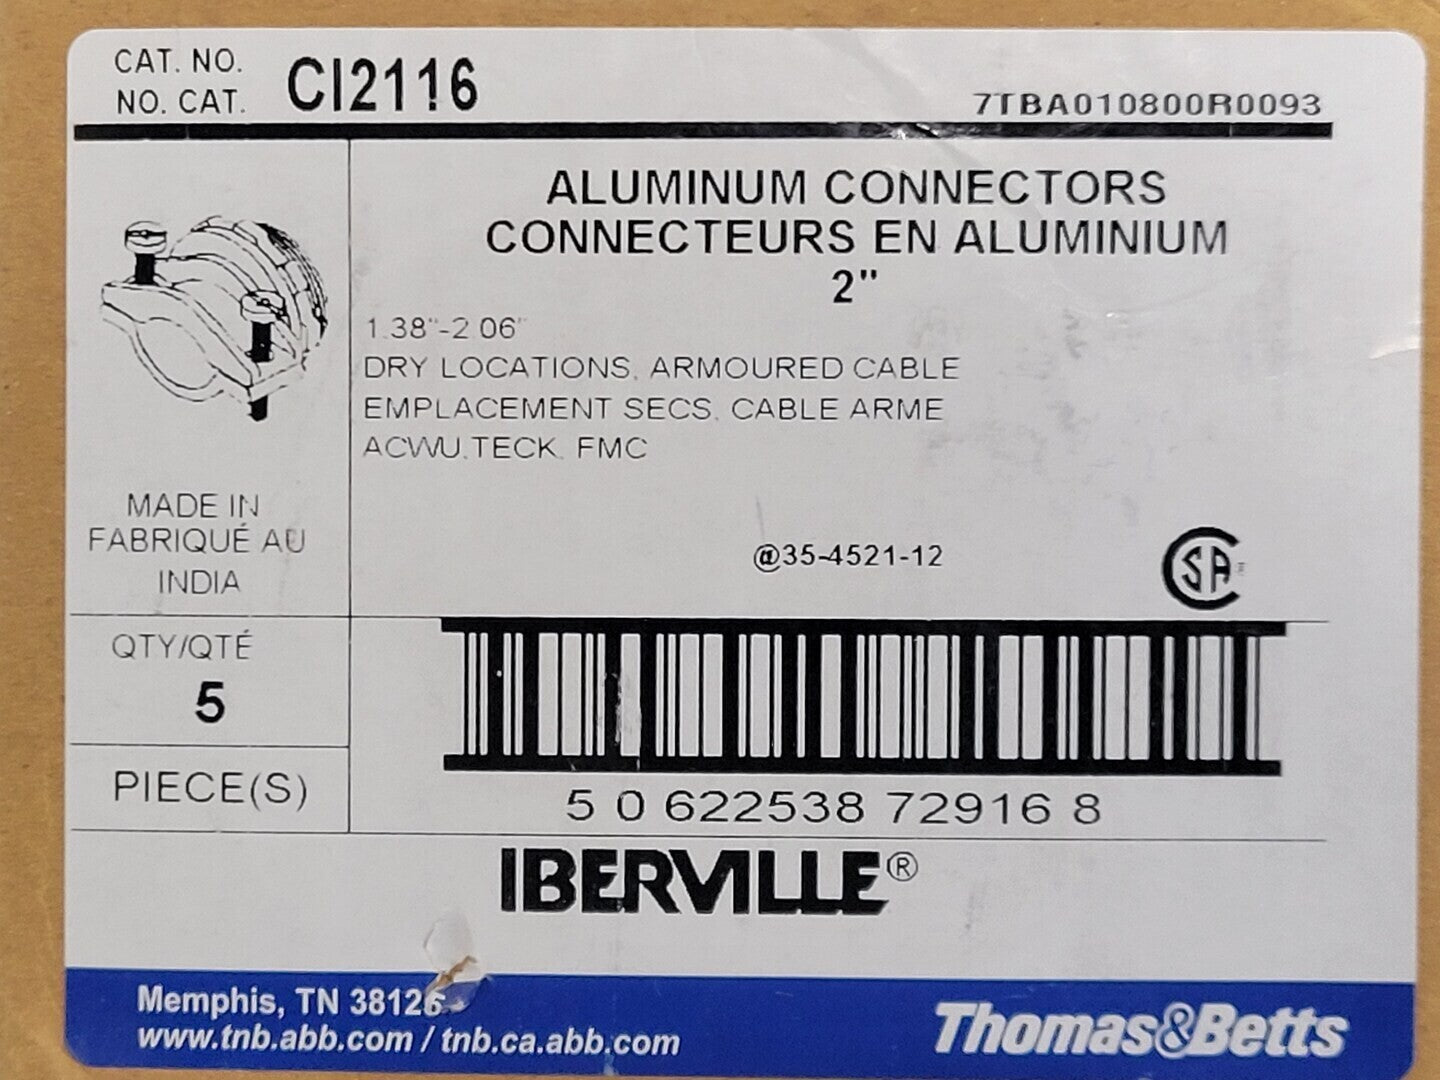 CAT. NO.
NO. CAT.
CI2116
7TBA010800R0093
ALUMINUM CONNECTORS
CONNECTEURS EN ALUMINIUM
2"
1.38"-2.06"
DRY LOCATIONS, ARMOURED CABLE
EMPLACEMENT SECS, CABLE ARME
ACWU,TECK, FMC
MADE IN
FABRIQUÉ AU
INDIA
@35-4521-12
CSA
QTY/QTÉ
5
PIECE(S)
5 0 622538 72916 8
IBERVILLE®
Memphis, TN 38125
www.tnb.abb.com / tnb.ca.abb.com
Thomas&Betts